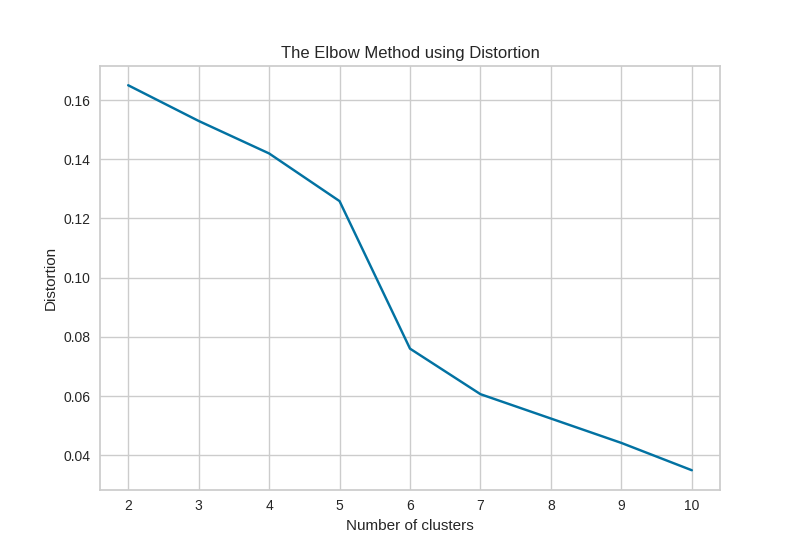 The Elbow Method using Distortion
Distortion
0.16
0.14
0.12
0.10
0.08
0.06
0.04
2 3 4 5 6 7 8 9 10
Number of clusters